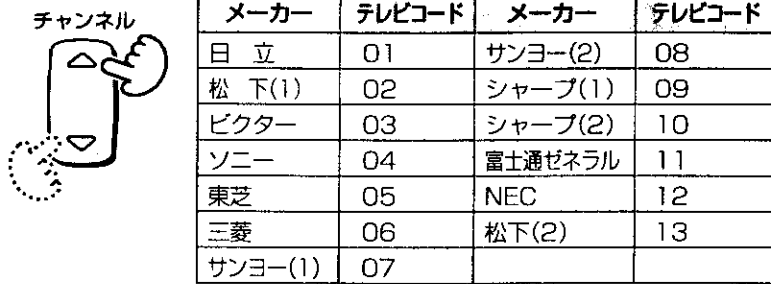 チャンネル
メーカー テレビコード メーカー テレビコード
日 立 01 サンヨー(2) 08
松 下(1) 02 シャープ(1) 09
ビクター 03 シャープ(2) 10
ソニー 04 富士通ゼネラル 11
東芝 05 NEC 12
三菱 06 松下(2) 13
サンヨー(1) 07